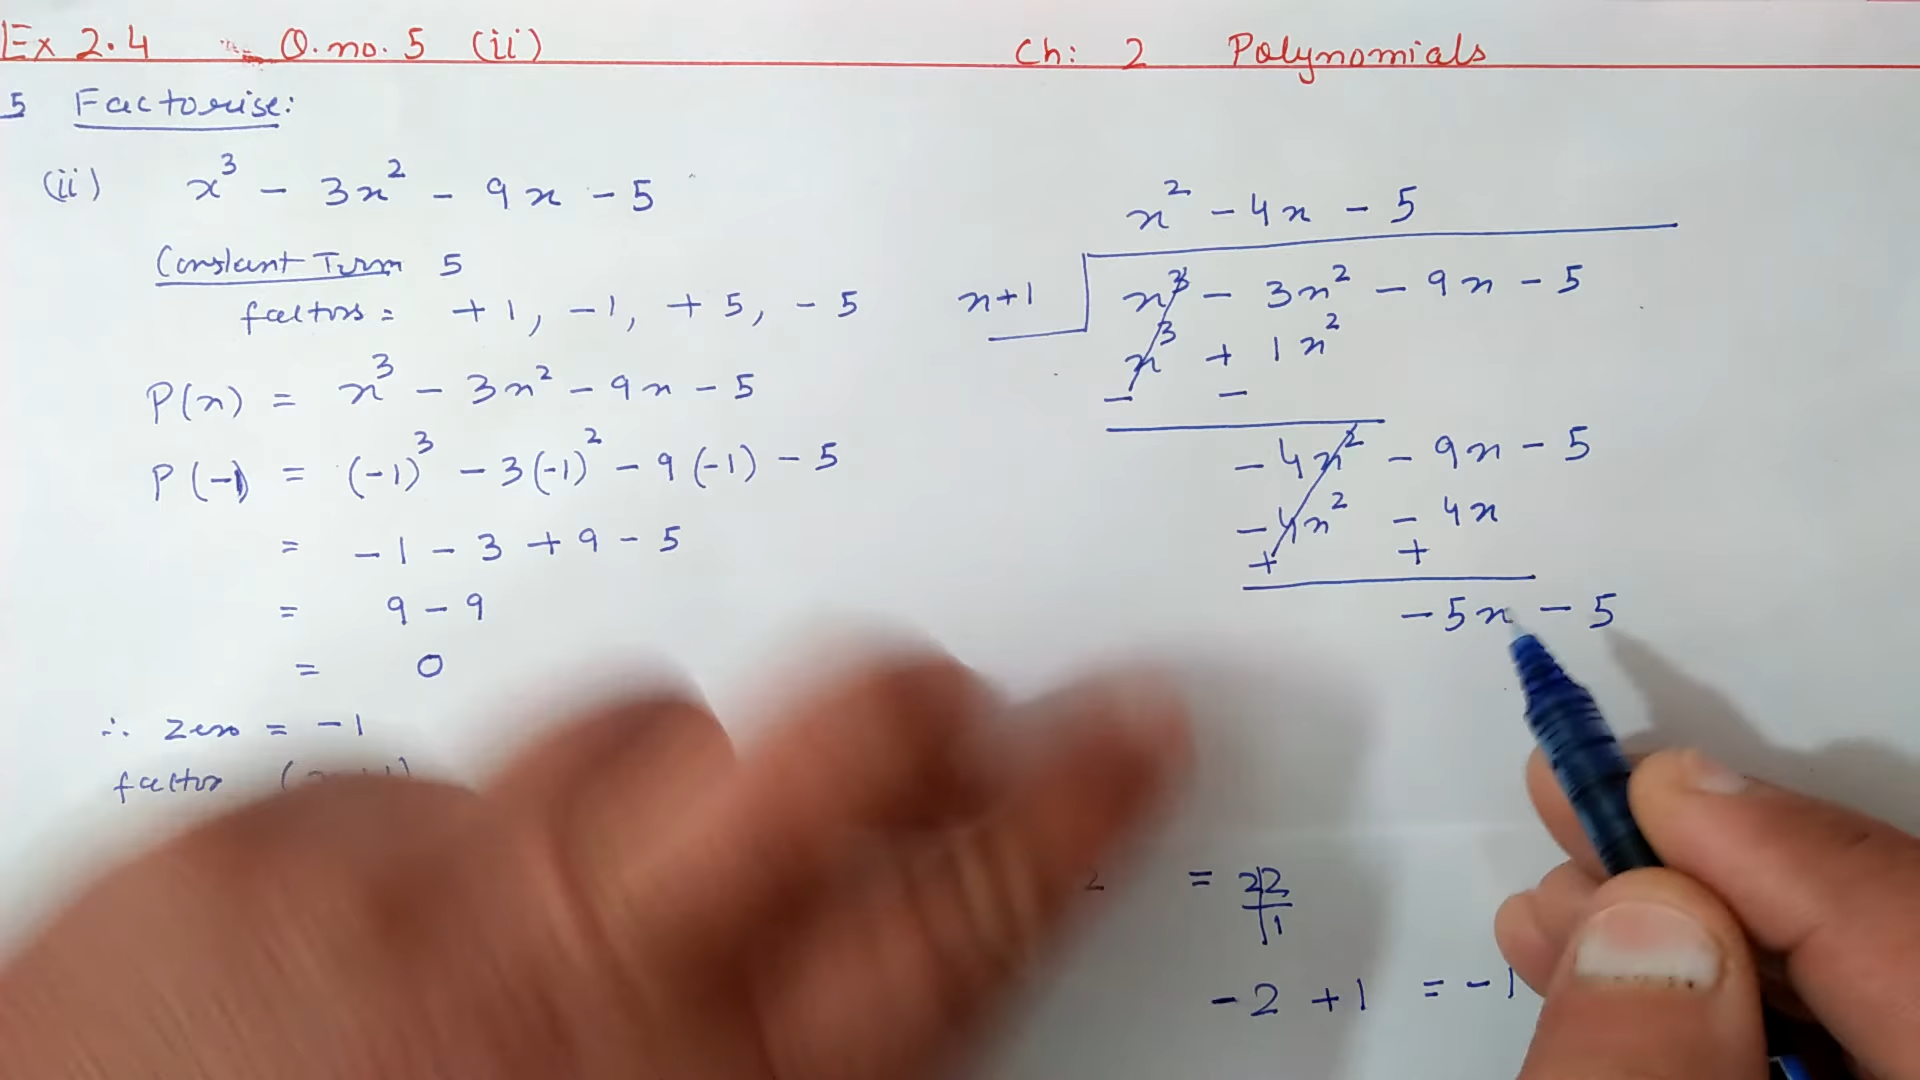 Ex 2.4 Q.no.5 (ii) Ch: 2 Polynomials
5 Factorise:
(ii) x³ - 3x² - 9x - 5
Constant Term 5
factors = +1, -1, +5, -5
P(x) = x³ - 3x² - 9x - 5
P(-1) = (-1)³ - 3(-1)² - 9(-1) - 5
= -1 - 3 + 9 - 5
= 9 - 9
= 0
∴ Zero = -1
factor
x² - 4x - 5
x+1 x³ - 3x² - 9x - 5
x³ + 1x²
- -
-4x² - 9x - 5
-4x² - 4x
+ +
-5x - 5
= 22
1
-2 + 1 = -1